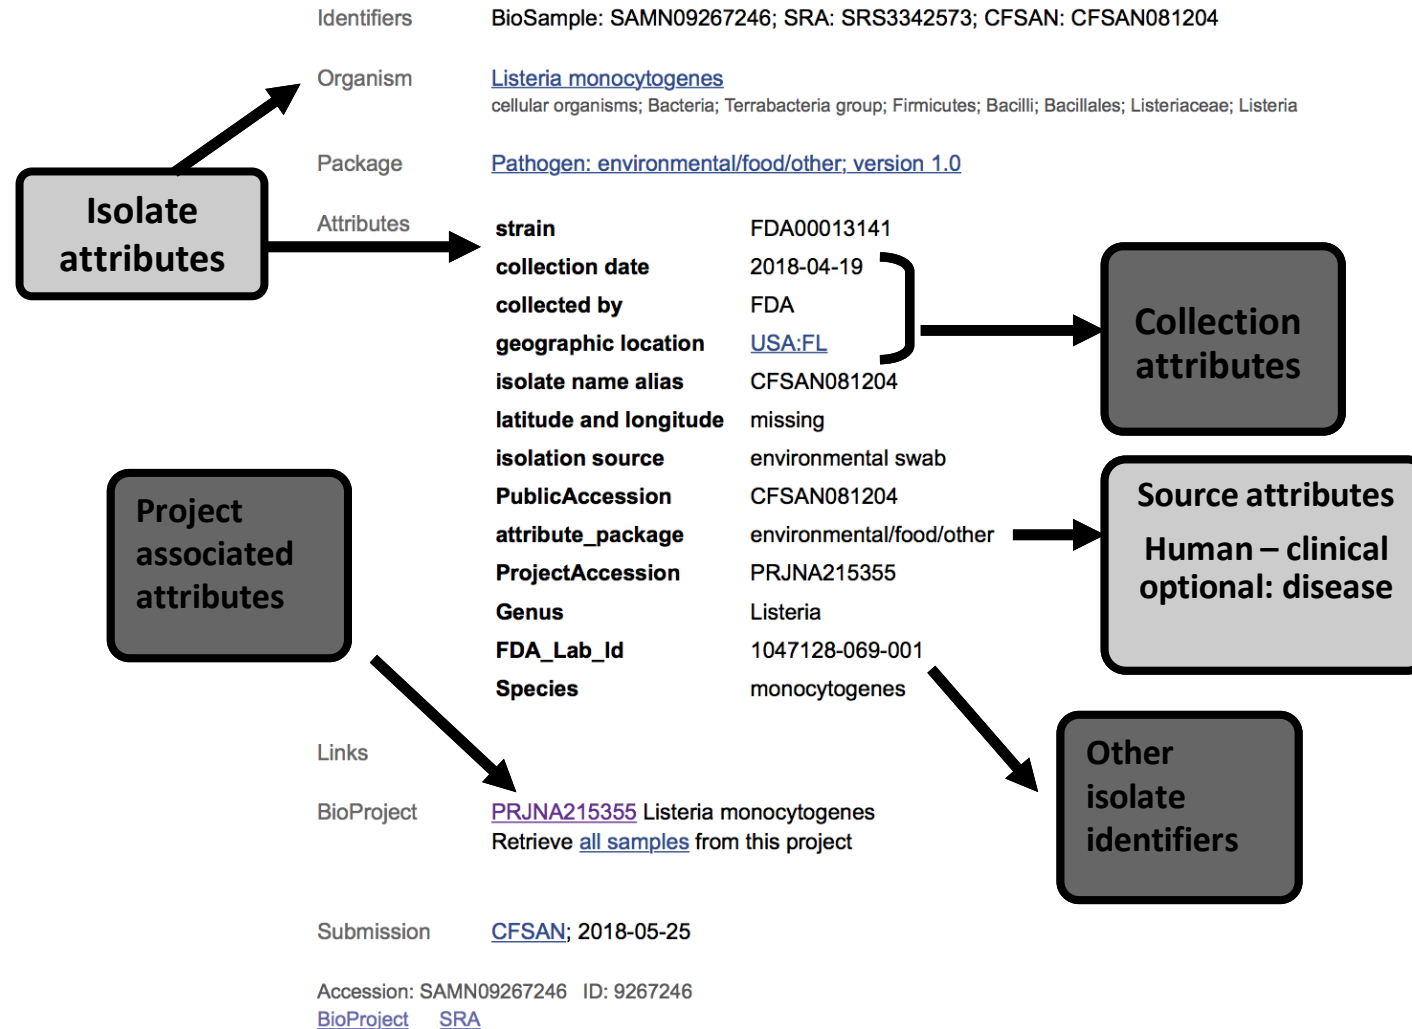 Identifiers BioSample: SAMN09267246; SRA: SRS3342573; CFSAN: CFSAN081204
Organism Listeria monocytogenes
cellular organisms; Bacteria; Terrabacteria group; Firmicutes; Bacilli; Bacillales; Listeriaceae; Listeria
Package Pathogen: environmental/food/other; version 1.0
Isolate
attributes
Attributes strain FDA00013141
collection date 2018-04-19
collected by FDA
geographic location USA:FL
isolate name alias CFSAN081204
latitude and longitude missing
isolation source environmental swab
PublicAccession CFSAN081204
attribute_package environmental/food/other
ProjectAccession PRJNA215355
Genus Listeria
FDA_Lab_Id 1047128-069-001
Species monocytogenes
Collection
attributes
Source attributes
Human – clinical
optional: disease
Project
associated
attributes
Other
isolate
identifiers
Links
BioProject PRJNA215355 Listeria monocytogenes
Retrieve all samples from this project
Submission CFSAN; 2018-05-25
Accession: SAMN09267246 ID: 9267246
BioProject SRA